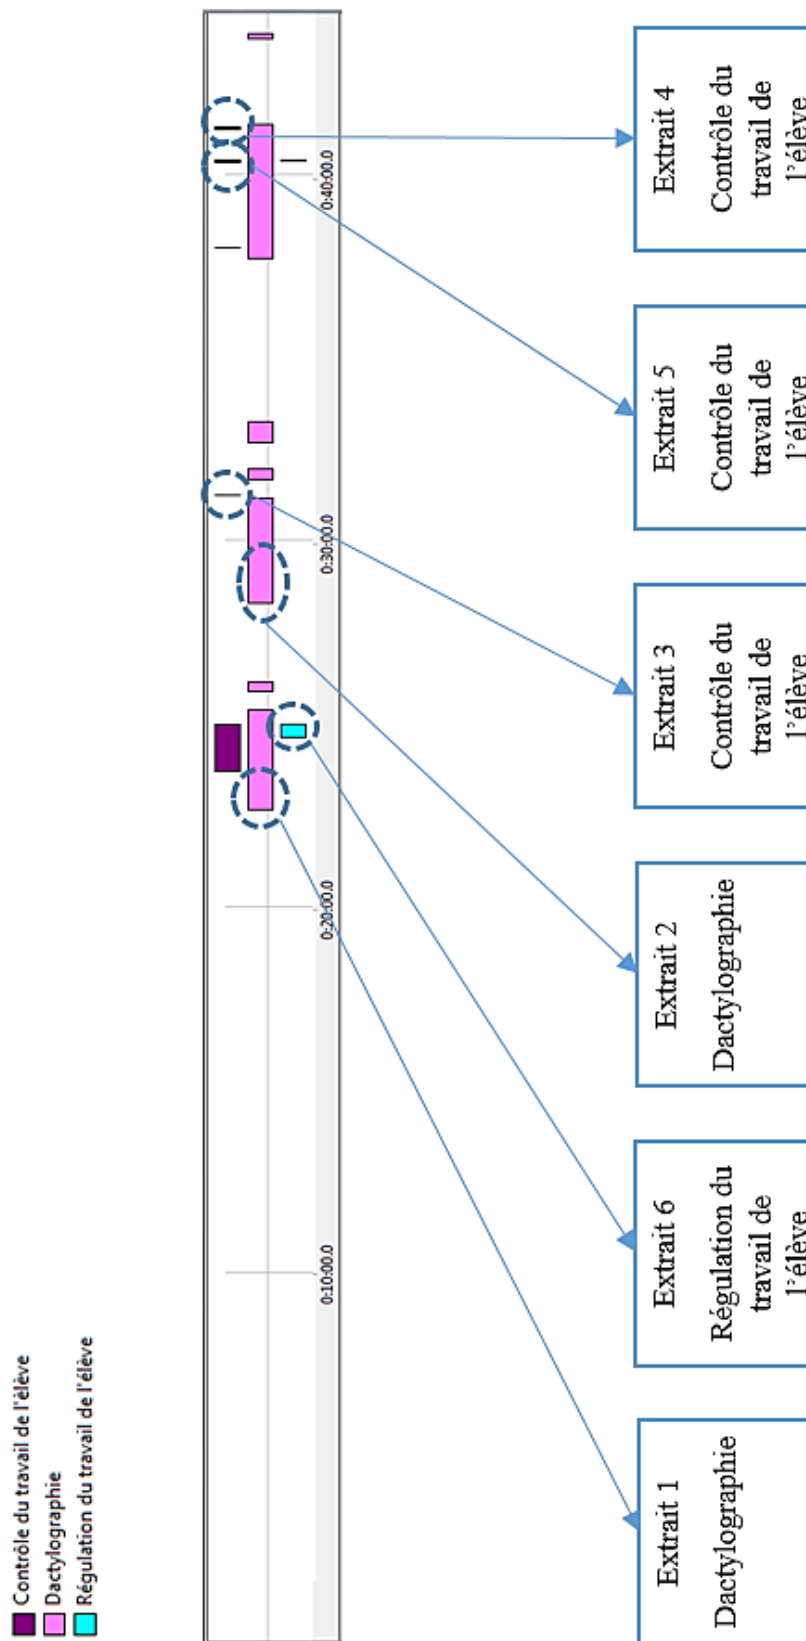 Contrôle du travail de l'élève
Dactylographie
Régulation du travail de l'élève
0:10:00.0
0:20:00.0
0:30:00.0
0:40:00.0
Extrait 1
Dactylographie
Extrait 6
Régulation du
travail de
l’élève
Extrait 2
Dactylographie
Extrait 3
Contrôle du
travail de
l’élève
Extrait 5
Contrôle du
travail de
l’élève
Extrait 4
Contrôle du
travail de
l’élève